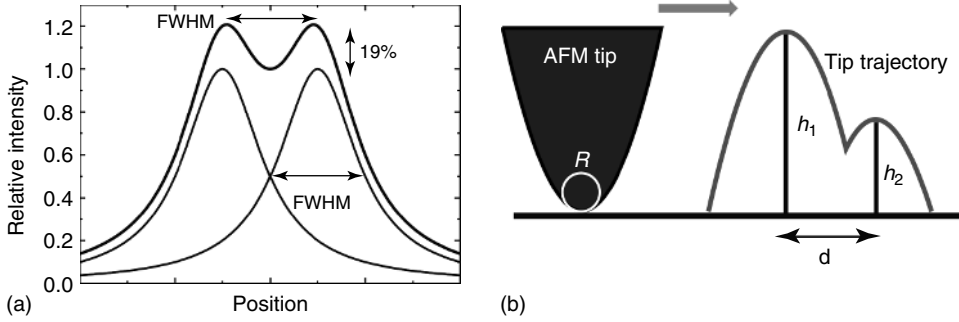 FWHM
19%
FWHM
1.2
1.0
0.8
0.6
0.4
0.2
0.0
Relative intensity
Position
(a)
AFM tip
R
Tip trajectory
h1
h2
d
(b)